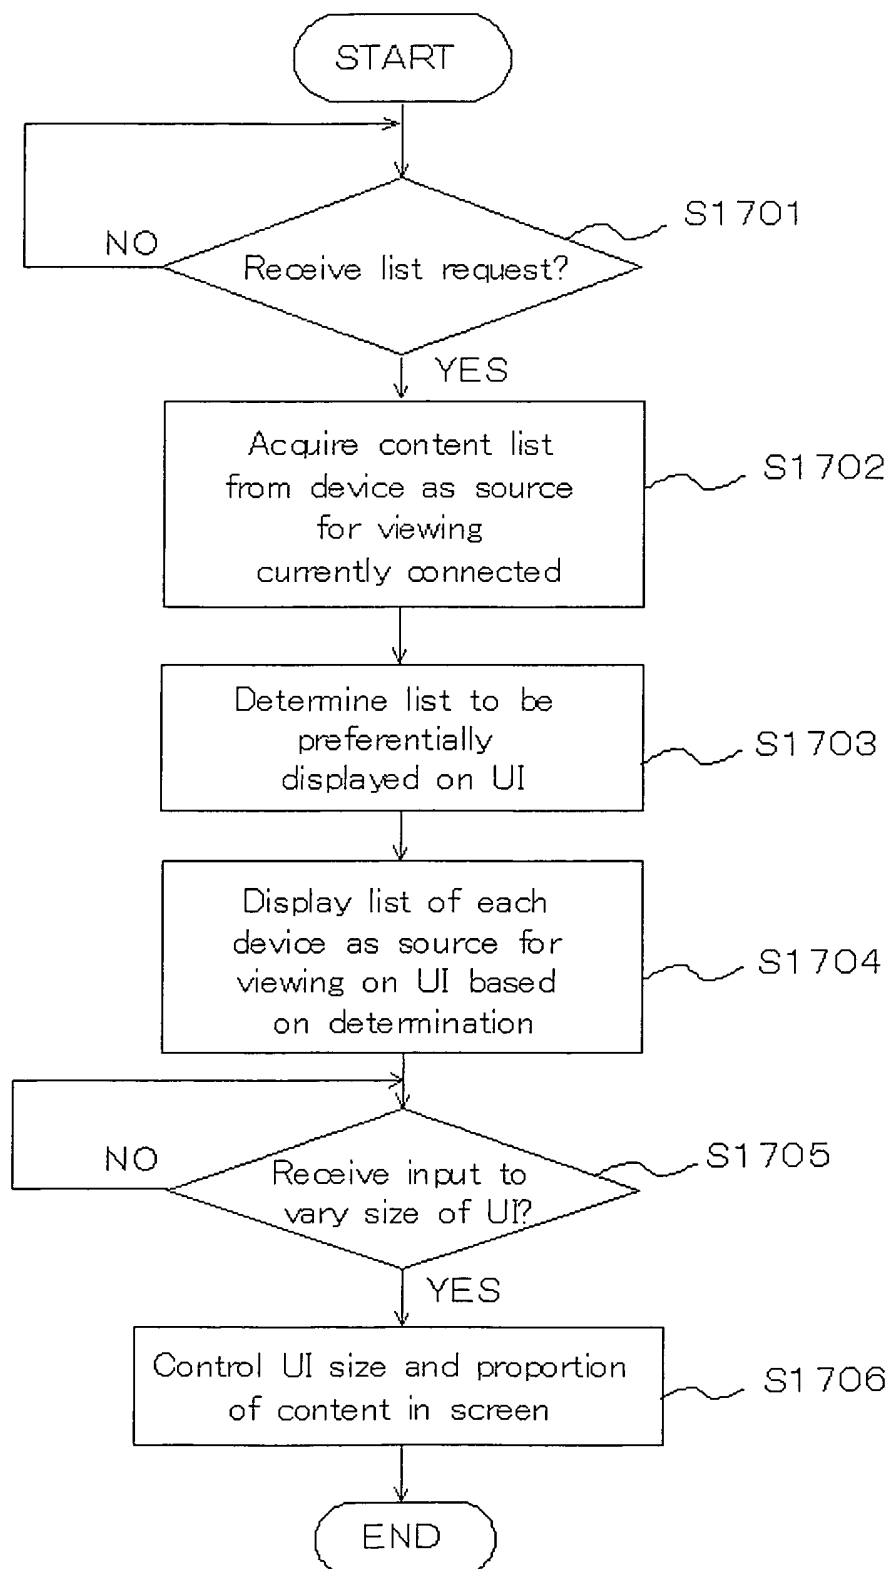 START
S1701
NO
Receive list request?
YES
Acquire content list
from device as source
for viewing
currently connected
S1702
Determine list to be
preferentially
displayed on UI
S1703
Display list of each
device as source for
viewing on UI based
on determination
S1704
NO
Receive input to
vary size of UI?
S1705
YES
Control UI size and proportion
of content in screen
S1706
END